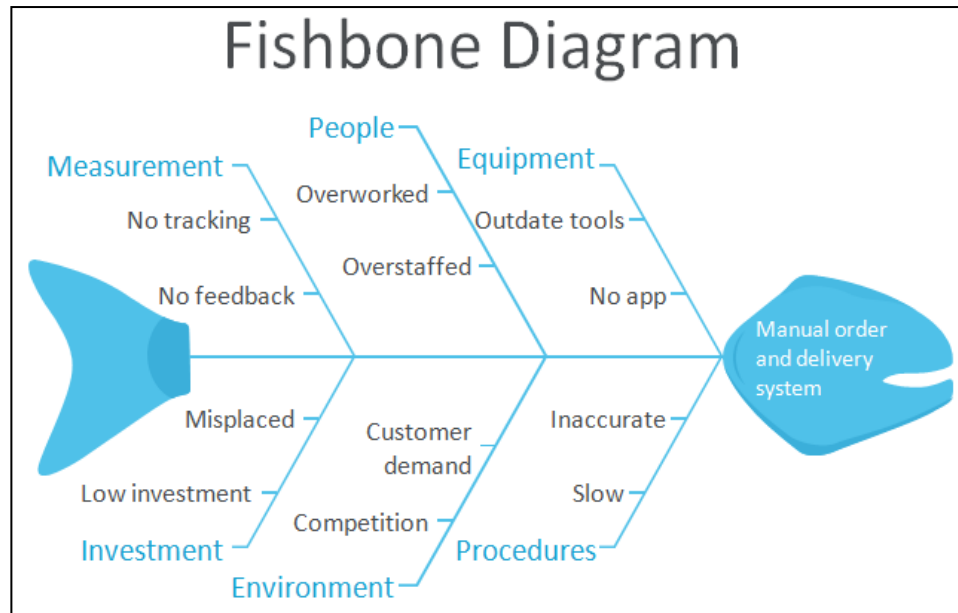 Fishbone Diagram
People
Measurement
Equipment
Overworked
No tracking
Outdate tools
Overstaffed
No feedback
No app
Manual order
and delivery
system
Misplaced
Customer
demand
Inaccurate
Low investment
Competition
Slow
Investment
Environment
Procedures